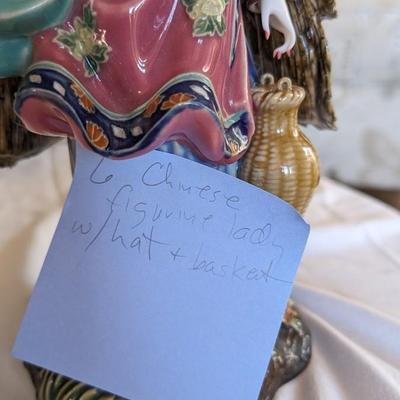 6 Chinese
figurine lady
w/hat + basket